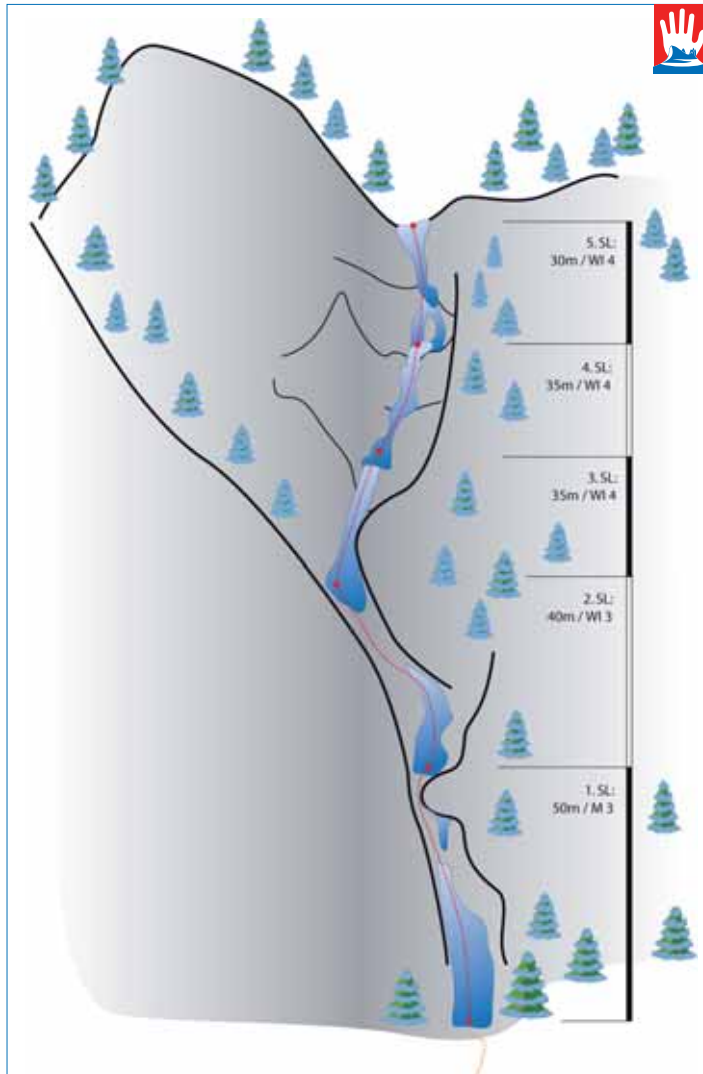 5. SL:
30m / WI 4
4. SL:
35m / WI 4
3. SL:
35m / WI 4
2. SL:
40m / WI 3
1. SL:
50m / M 3